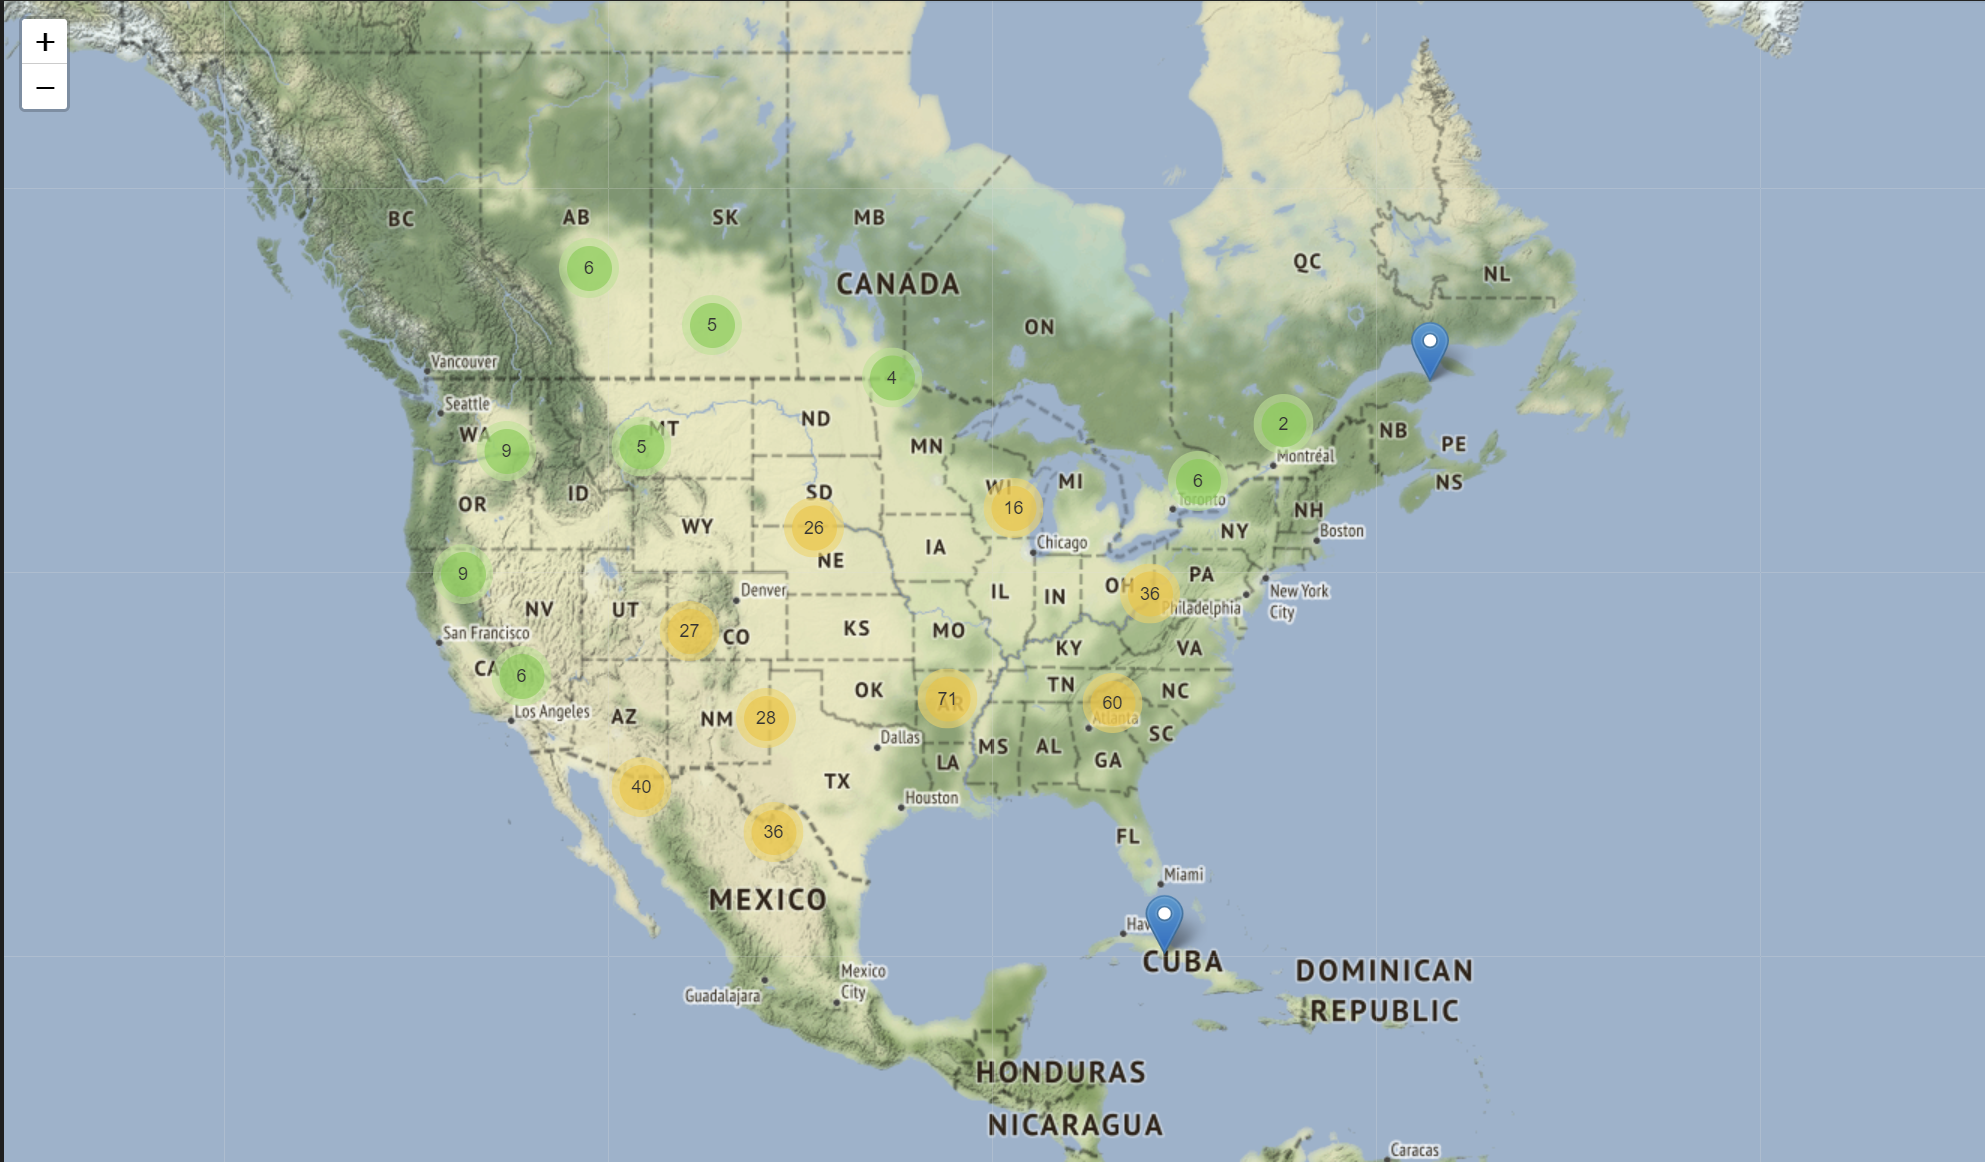 +
−
BC
AB
SK
MB
6
QC
NL
CANADA
5
ON
Vancouver
4
Seattle
WA
9
MT
5
ND
MN
2
NB
PE
Montréal
NS
6
Toronto
OR
ID
SD
WI
16
MI
NH
Boston
WY
26
NE
IA
Chicago
NY
9
OH
36
PA
Philadelphia
New York
City
NV
UT
Denver
IL
IN
27
CO
KS
MO
KY
VA
San Francisco
CA
6
OK
71
AR
TN
60
NC
Atlanta
SC
Los Angeles
AZ
NM
28
Dallas
LA
MS
AL
GA
40
TX
Houston
36
FL
Miami
MEXICO
Hav
CUBA
Mexico
City
Guadalajara
DOMINICAN
REPUBLIC
HONDURAS
NICARAGUA
Caracas